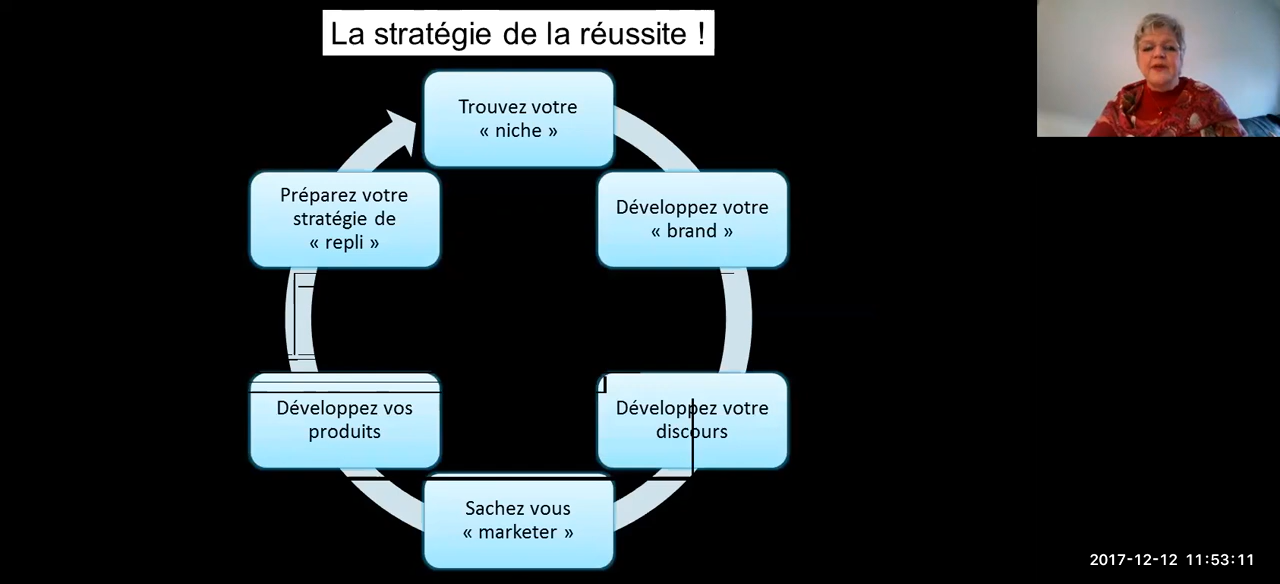 La stratégie de la réussite !
Trouvez votre
« niche »
Développez votre
« brand »
Développez votre
discours
Sachez vous
« marketer »
Développez vos
produits
Préparez votre
stratégie de
« repli »
2017-12-12 11:53:11